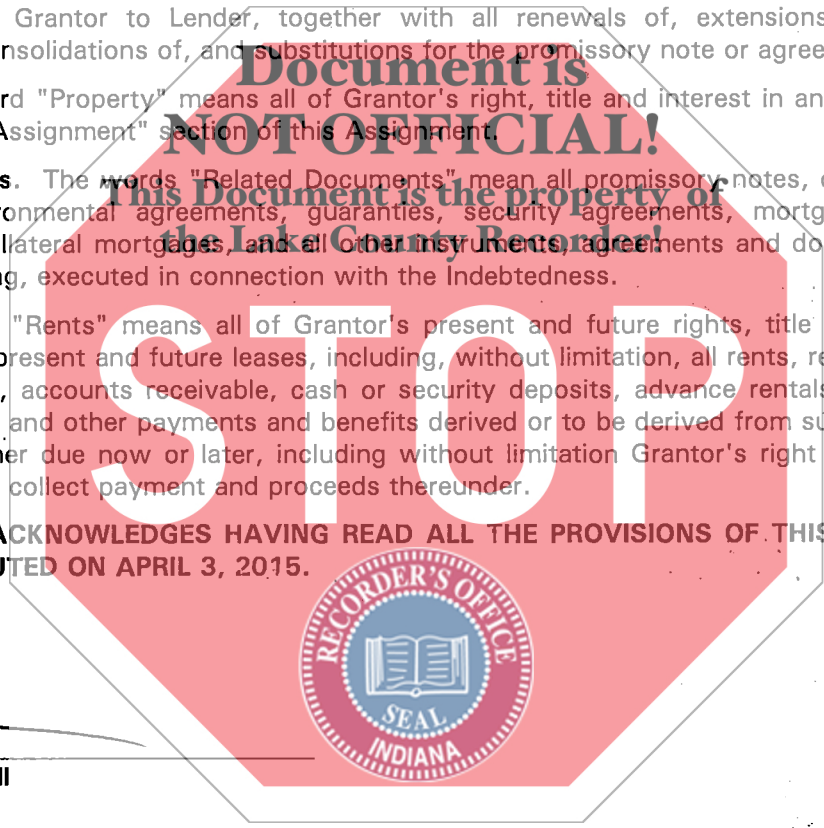 Grantor to Lender, together with all renewals of, extensions
nsolidations of, and substitutions for the promissory note or agree
Document is
rd "Property" means all of Grantor's right, title and interest in an
Assignment" section of this Assignment.
NOT OFFICIAL!
s. The words "Related Documents" mean all promissory notes,
This Document is the property of
onmental agreements, guaranties, security agreements, mortg
llateral mortgages, and all other instruments, agreements and do
the Lake County Recorder!
g, executed in connection with the Indebtedness.
"Rents" means all of Grantor's present and future rights, title
present and future leases, including, without limitation, all rents, re
, accounts receivable, cash or security deposits, advance rentals
and other payments and benefits derived or to be derived from su
er due now or later, including without limitation Grantor's right
collect payment and proceeds thereunder.
STOP
ACKNOWLEDGES HAVING READ ALL THE PROVISIONS OF THIS
UTED ON APRIL 3, 2015.
RECORDER'S OFFICE
SEAL
INDIANA
ll